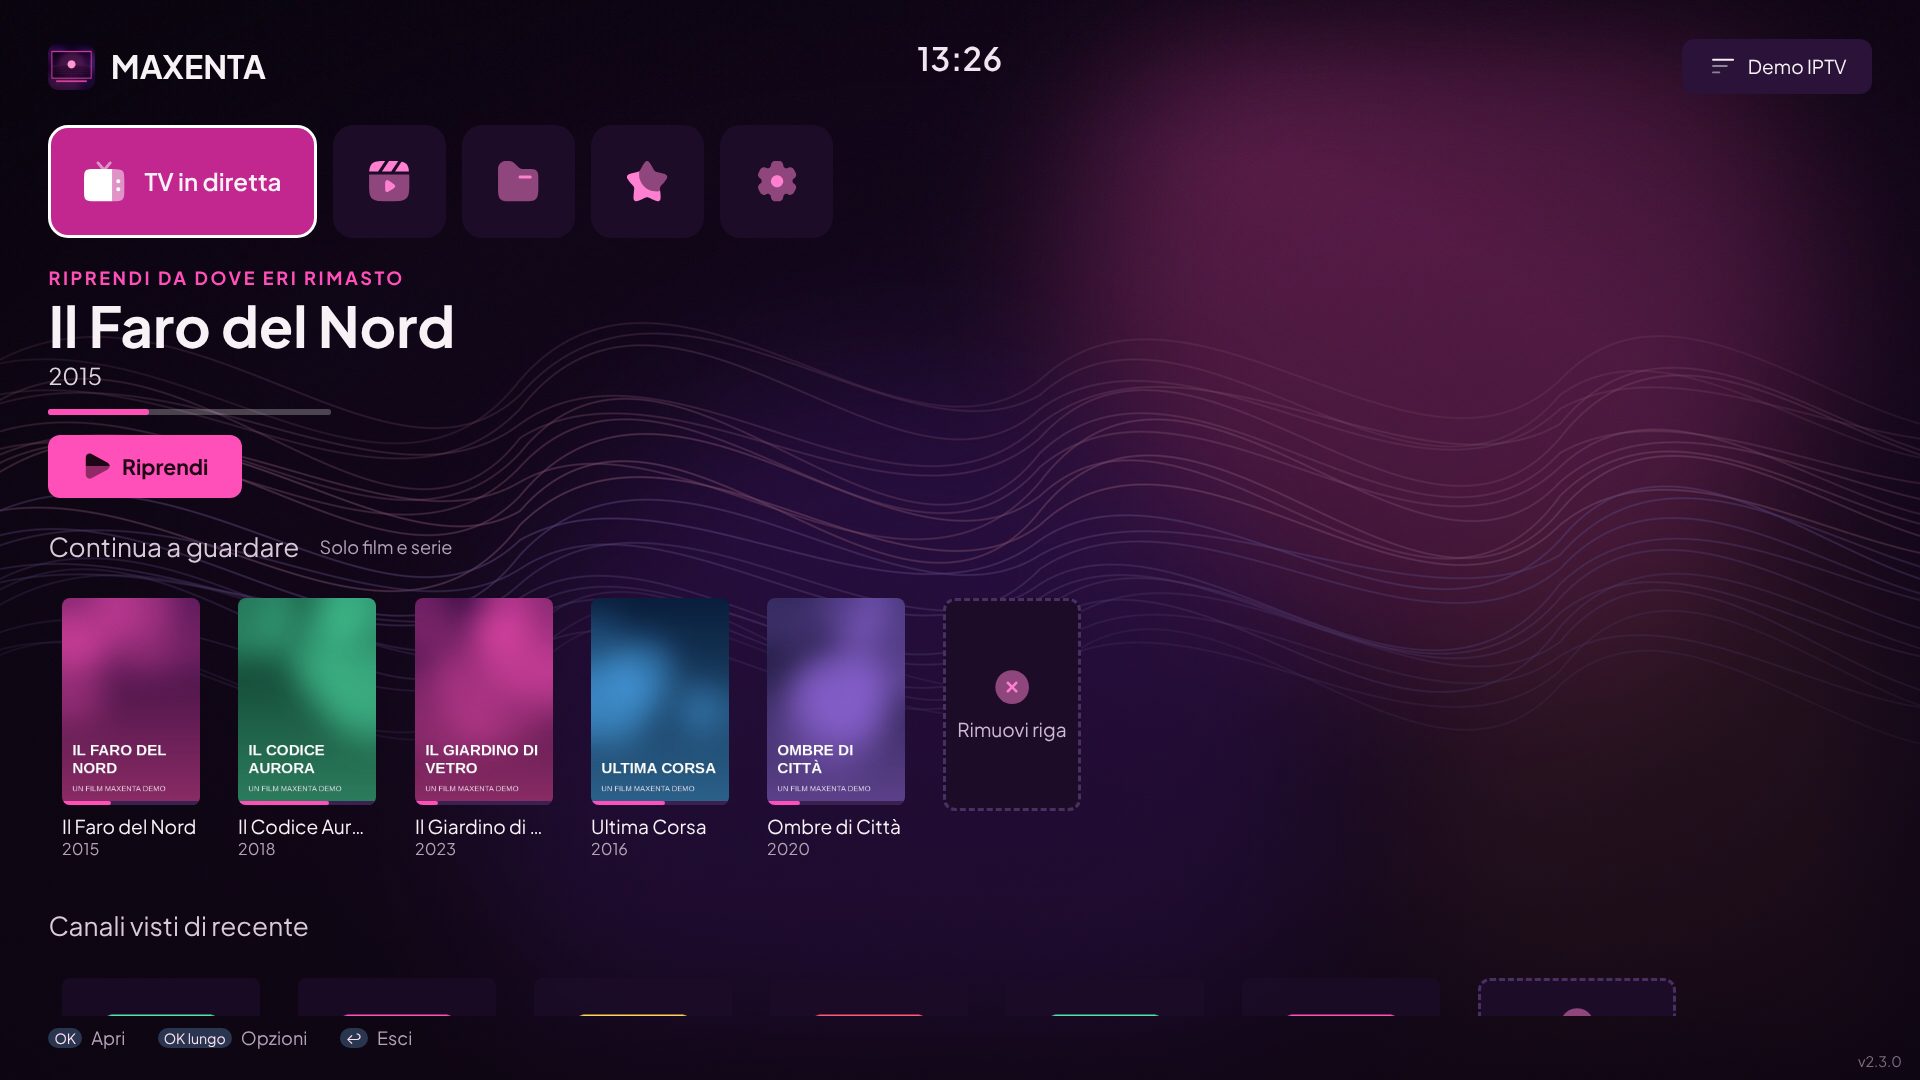 MAXENTA
13:26
Demo IPTV
TV in diretta
RIPRENDI DA DOVE ERI RIMASTO
Il Faro del Nord
2015
Riprendi
Continua a guardare Solo film e serie
IL FARO DEL
NORD
UN FILM MAXENTA DEMO
IL CODICE
AURORA
UN FILM MAXENTA DEMO
IL GIARDINO DI
VETRO
UN FILM MAXENTA DEMO
ULTIMA CORSA
UN FILM MAXENTA DEMO
OMBRE DI
CITTÀ
UN FILM MAXENTA DEMO
Rimuovi riga
Il Faro del Nord
2015
Il Codice Aur...
2018
Il Giardino di ...
2023
Ultima Corsa
2016
Ombre di Città
2020
Canali visti di recente
OK Apri OK lungo Opzioni Esci
v2.3.0